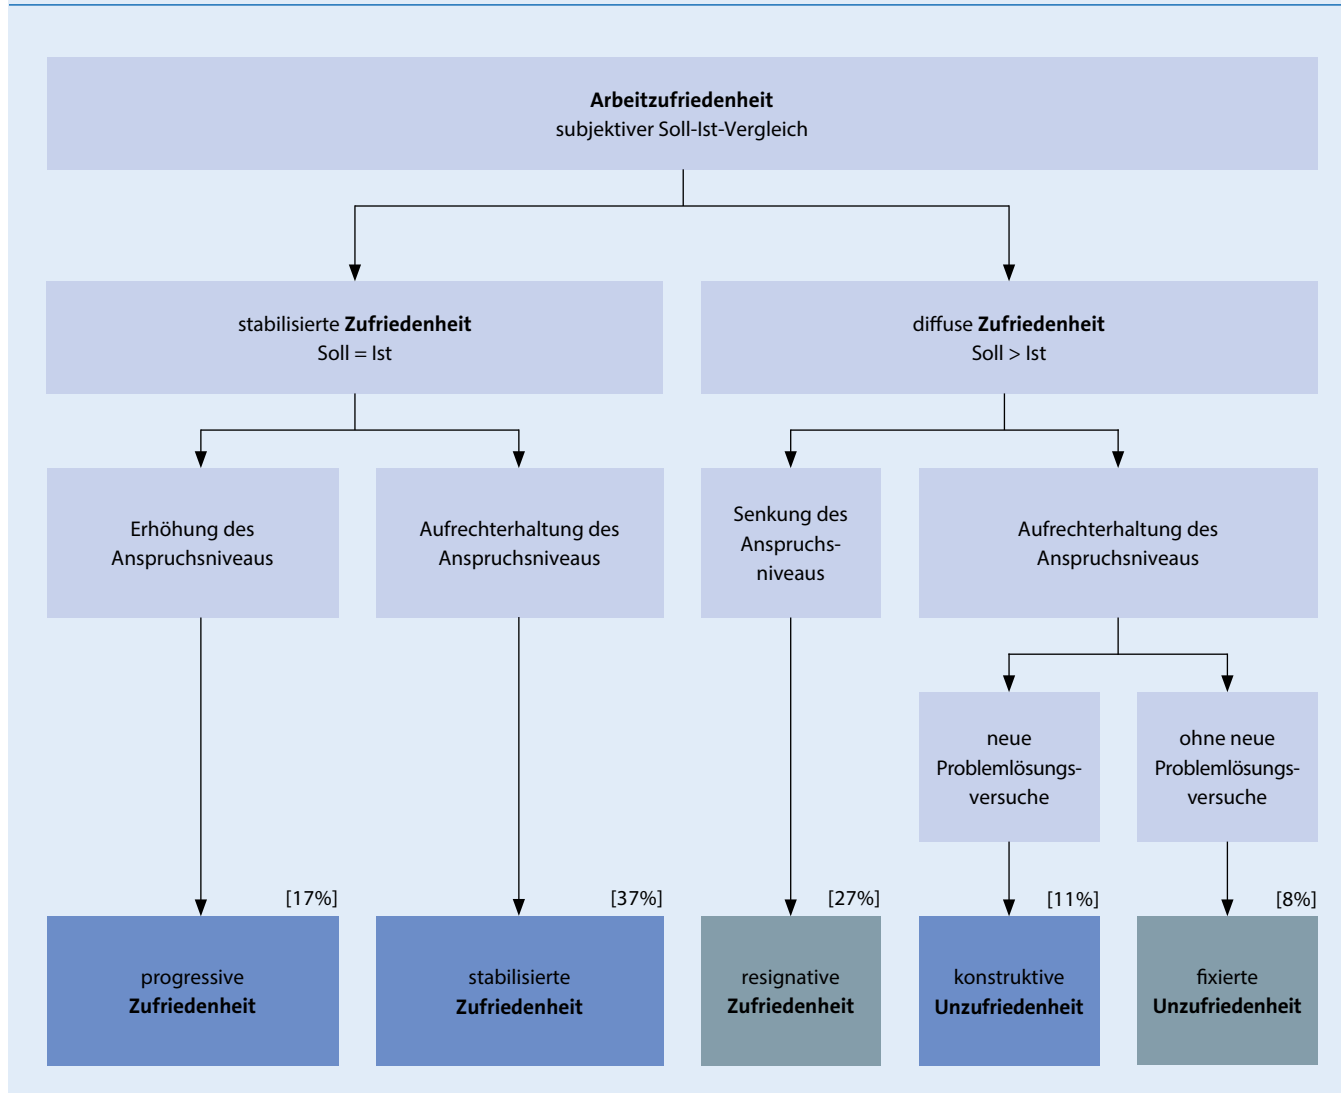 Arbeitzufriedenheit
subjektiver Soll-Ist-Vergleich
stabilisierte Zufriedenheit
Soll = Ist
diffuse Zufriedenheit
Soll > Ist
Erhöhung des
Anspruchsniveaus
Aufrechterhaltung des
Anspruchsniveaus
Senkung des
Anspruchs-
niveaus
Aufrechterhaltung des
Anspruchsniveaus
neue
Problemlösungs-
versuche
ohne neue
Problemlösungs-
versuche
[17%]
[37%]
[27%]
[11%]
[8%]
progressive
Zufriedenheit
stabilisierte
Zufriedenheit
resignative
Zufriedenheit
konstruktive
Unzufriedenheit
fixierte
Unzufriedenheit